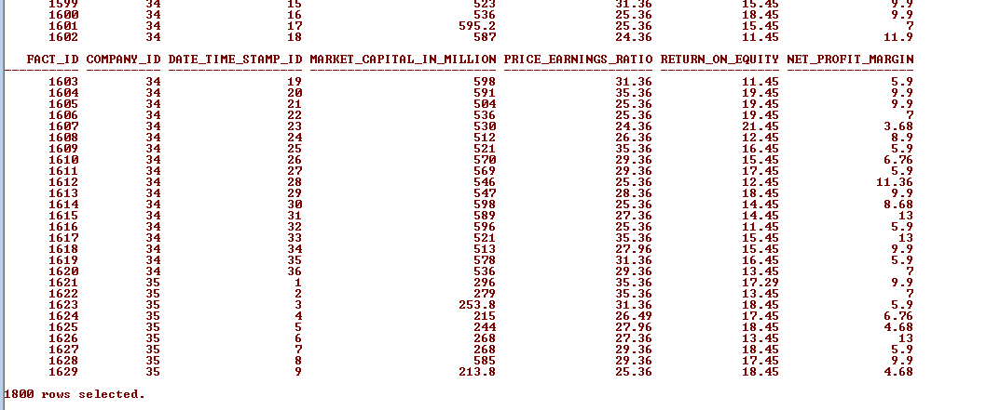 1599 34 15 523 31.36 15.45 9.9
1600 34 16 536 25.36 18.45 9.9
1601 34 17 595.2 25.36 15.45 7
1602 34 18 587 24.36 11.45 11.9
FACT_ID COMPANY_ID DATE_TIME_STAMP_ID MARKET_CAPITAL_IN_MILLION PRICE_EARNINGS_RATIO RETURN_ON_EQUITY NET_PROFIT_MARGIN
1603 34 19 598 31.36 11.45 5.9
1604 34 20 591 35.36 19.45 9.9
1605 34 21 504 25.36 19.45 9.9
1606 34 22 536 25.36 19.45 7
1607 34 23 530 24.36 21.45 3.68
1608 34 24 512 26.36 12.45 8.9
1609 34 25 521 35.36 16.45 5.9
1610 34 26 570 29.36 15.45 6.76
1611 34 27 569 29.36 17.45 5.9
1612 34 28 546 25.36 12.45 11.36
1613 34 29 547 28.36 18.45 9.9
1614 34 30 598 25.36 14.45 8.68
1615 34 31 589 27.36 14.45 13
1616 34 32 596 25.36 11.45 5.9
1617 34 33 521 35.36 15.45 13
1618 34 34 513 27.96 15.45 9.9
1619 34 35 578 31.36 16.45 5.9
1620 34 36 536 29.36 13.45 7
1621 35 1 296 35.36 17.29 9.9
1622 35 2 279 35.36 13.45 7
1623 35 3 253.8 31.36 18.45 5.9
1624 35 4 215 26.49 17.45 6.76
1625 35 5 244 27.96 18.45 4.68
1626 35 6 268 27.36 13.45 13
1627 35 7 268 29.36 18.45 5.9
1628 35 8 585 29.36 17.45 9.9
1629 35 9 213.8 25.36 18.45 4.68
1800 rows selected.